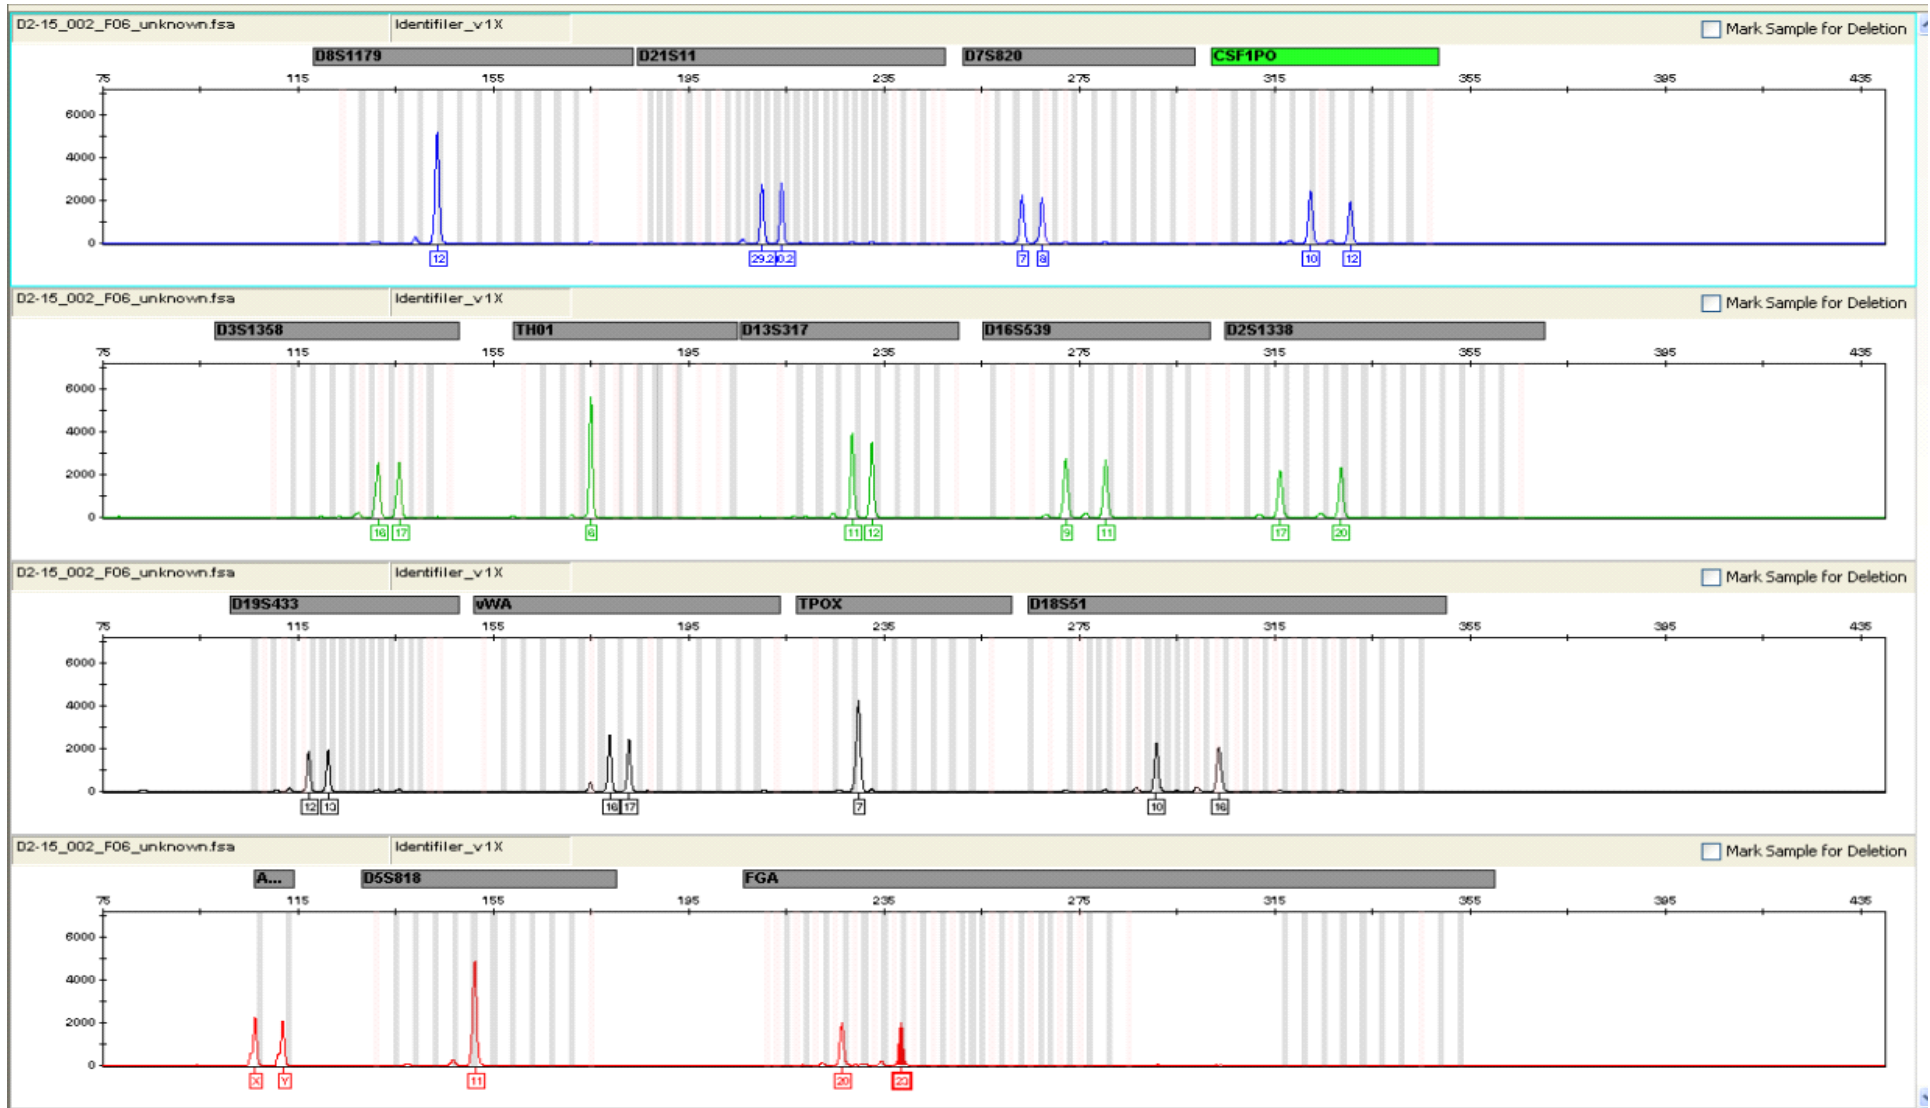 D2-15_002_F06_unknown.fsa Identifiler_v1X Mark Sample for Deletion
D8S1179 D21S11 D7S820 CSF1PO
75 115 155 195 235 275 315 355 395 435
6000
4000
2000
0
12 29.2 0.2 7 8 10 12
D2-15_002_F06_unknown.fsa Identifiler_v1X Mark Sample for Deletion
D3S1358 TH01 D13S317 D16S539 D2S1338
75 115 155 195 235 275 315 355 395 435
6000
4000
2000
0
16 17 6 11 12 9 11 17 20
D2-15_002_F06_unknown.fsa Identifiler_v1X Mark Sample for Deletion
D19S433 vWA TPOX D18S51
75 115 155 195 235 275 315 355 395 435
6000
4000
2000
0
12 13 16 17 7 10 16
D2-15_002_F06_unknown.fsa Identifiler_v1X Mark Sample for Deletion
A... D5S818 FGA
75 115 155 195 235 275 315 355 395 435
6000
4000
2000
0
X Y 11 20 23